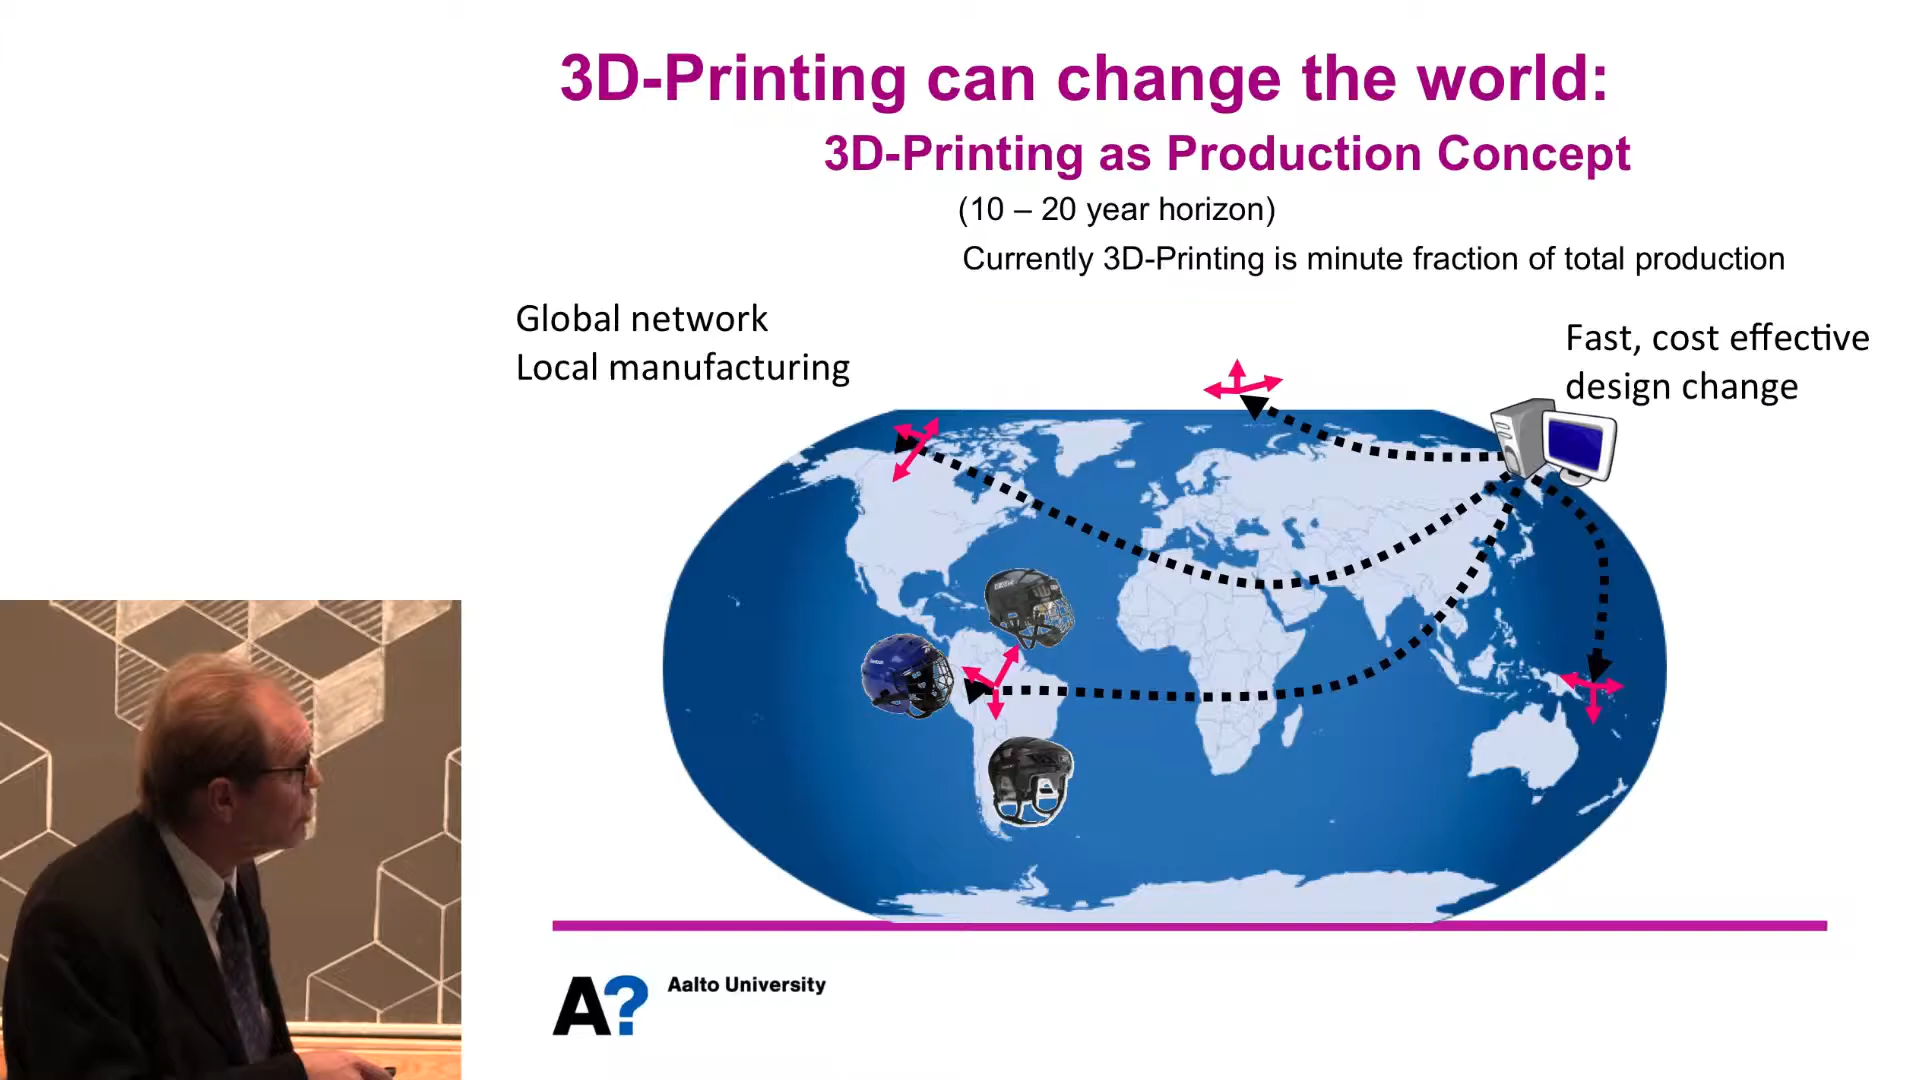 3D-Printing can change the world:
3D-Printing as Production Concept
(10 – 20 year horizon)
Currently 3D-Printing is minute fraction of total production
Global network
Local manufacturing
Fast, cost effective
design change
A?
Aalto University